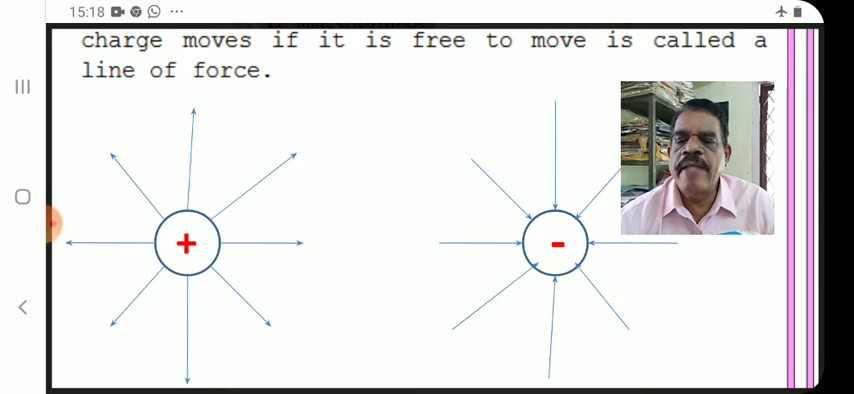 15:18
charge moves if it is free to move is called a
line of force.
+
-